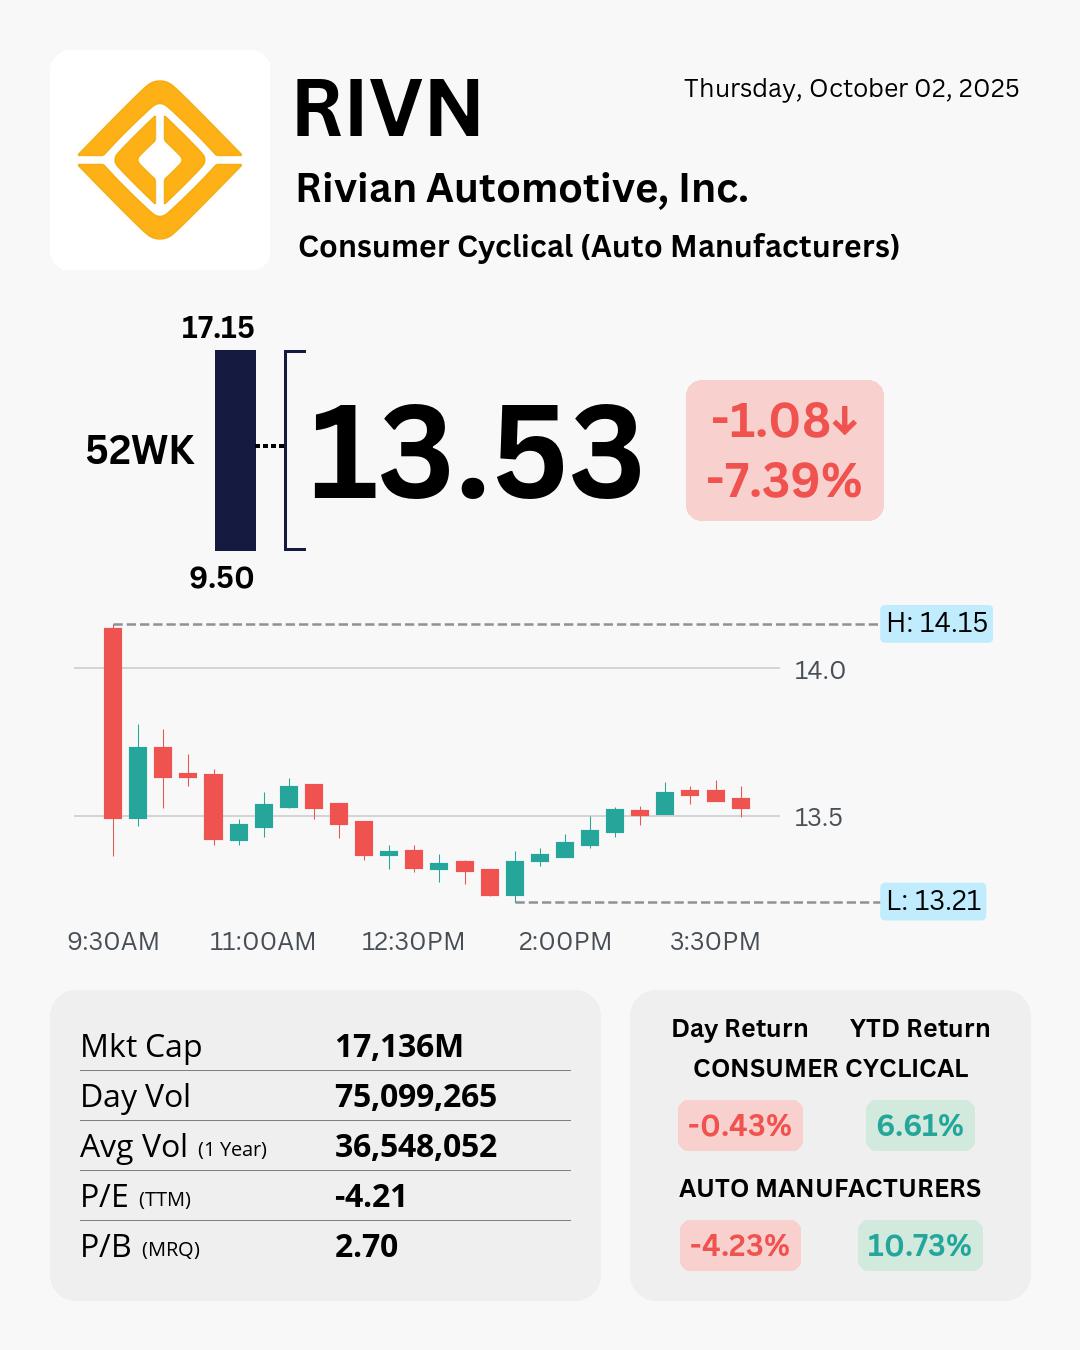 RIVN
Thursday, October 02, 2025
Rivian Automotive, Inc.
Consumer Cyclical (Auto Manufacturers)
17.15
52WK
9.50
13.53
-1.08↓
-7.39%
H: 14.15
14.0
13.5
L: 13.21
9:30AM 11:00AM 12:30PM 2:00PM 3:30PM
Mkt Cap 17,136M
Day Vol 75,099,265
Avg Vol (1 Year) 36,548,052
P/E (TTM) -4.21
P/B (MRQ) 2.70
Day Return YTD Return
CONSUMER CYCLICAL
-0.43% 6.61%
AUTO MANUFACTURERS
-4.23% 10.73%